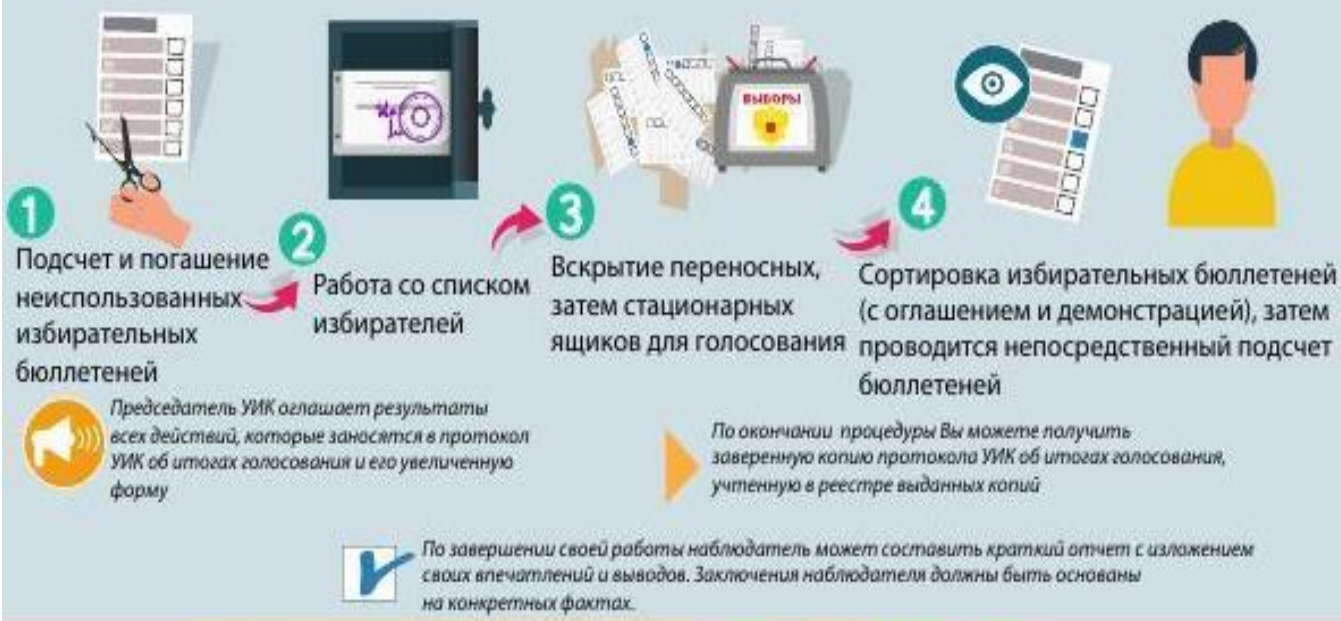 ВЫБОРЫ
1
Подсчет и погашение
неиспользованных
избирательных
бюллетеней
2
Работа со списком
избирателей
3
Вскрытие переносных,
затем стационарных
ящиков для голосования
4
Сортировка избирательных бюллетеней
(с оглашением и демонстрацией), затем
проводится непосредственный подсчет
бюллетеней
Председатель УИК оглашает результаты
всех действий, которые заносятся в протокол
УИК об итогах голосования и его увеличенную
форму
По окончании процедуры Вы можете получить
заверенную копию протокола УИК об итогах голосования,
учтенную в реестре выданных копий
По завершении своей работы наблюдатель может составить краткий отчет с изложением
своих впечатлений и выводов. Заключения наблюдателя должны быть основаны
на конкретных фактах.